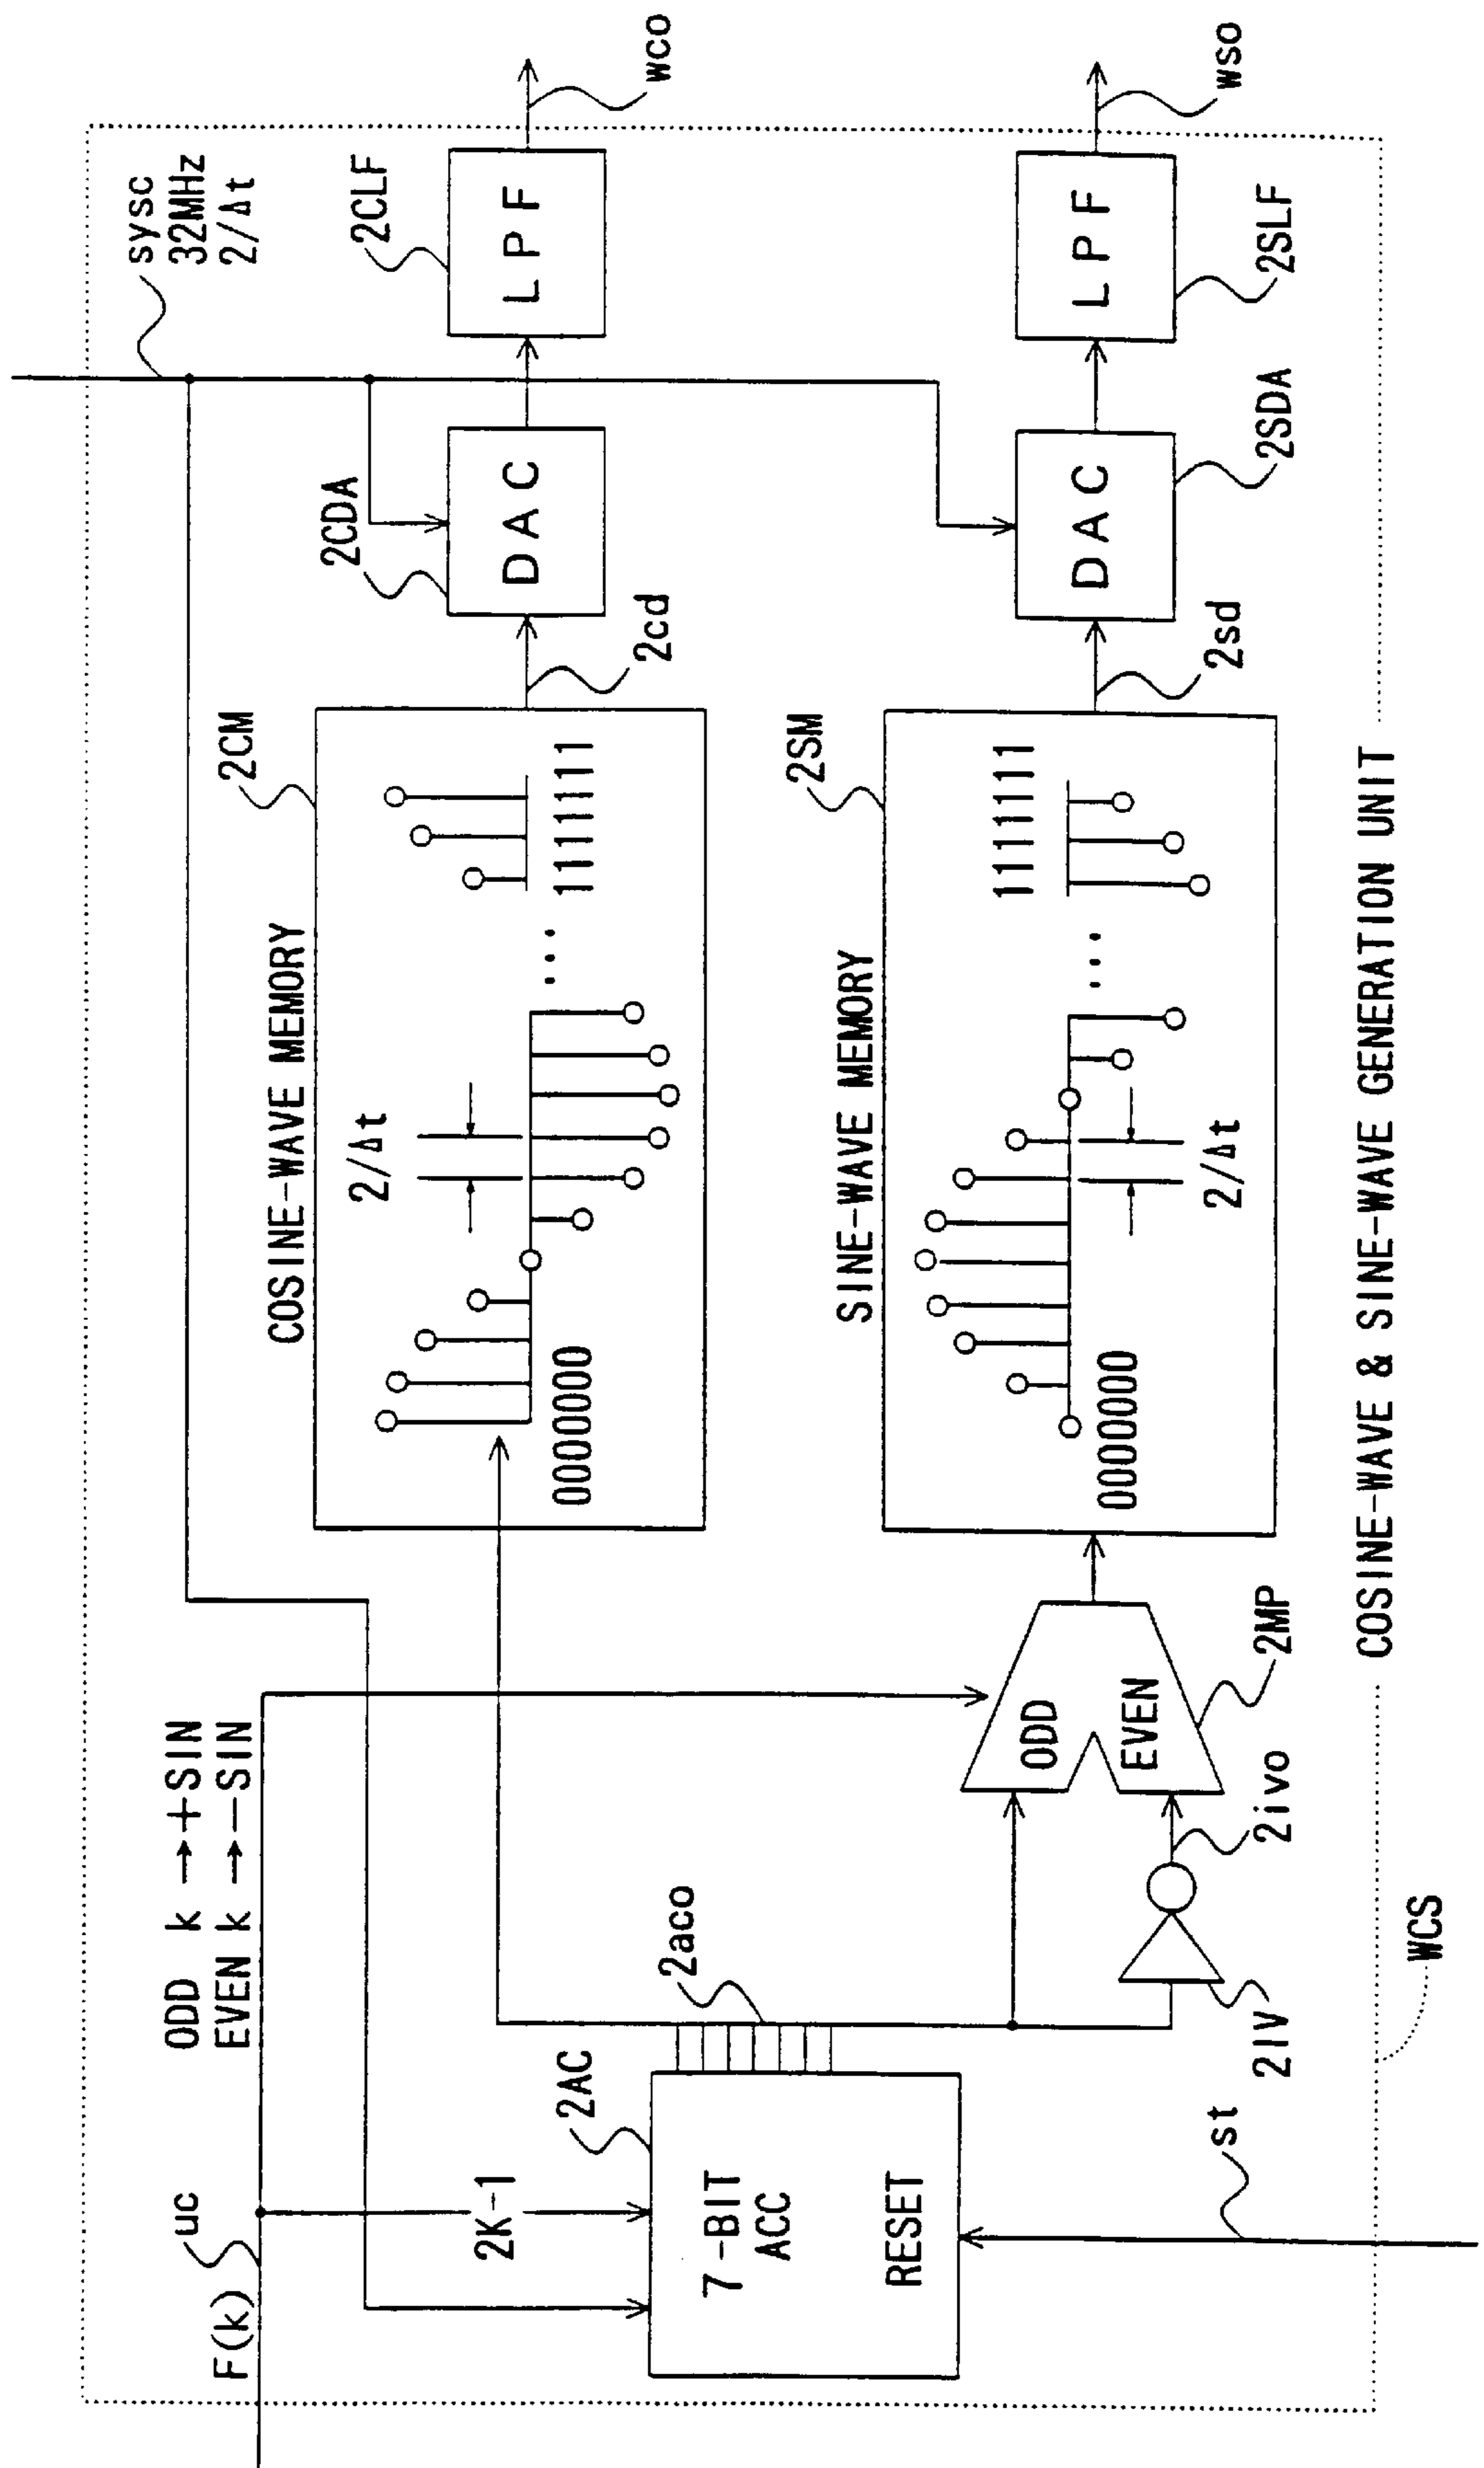 sysc
32MHz
2/Δt
uc
F(k)
ODD k →+SIN
EVEN k →−SIN
2K-1
2AC
7-BIT
ACC
RESET
2aco
st
COSINE-WAVE MEMORY
2CM
2/Δt
0000000
...
1111111
2cd
2CDA
DAC
2CLF
LPF
wco
2IV
2ivo
ODD
EVEN
2MP
SINE-WAVE MEMORY
2SM
1111111
0000000
...
2/Δt
2sd
DAC
2SDA
LPF
2SLF
wso
WCS
COSINE-WAVE & SINE-WAVE GENERATION UNIT